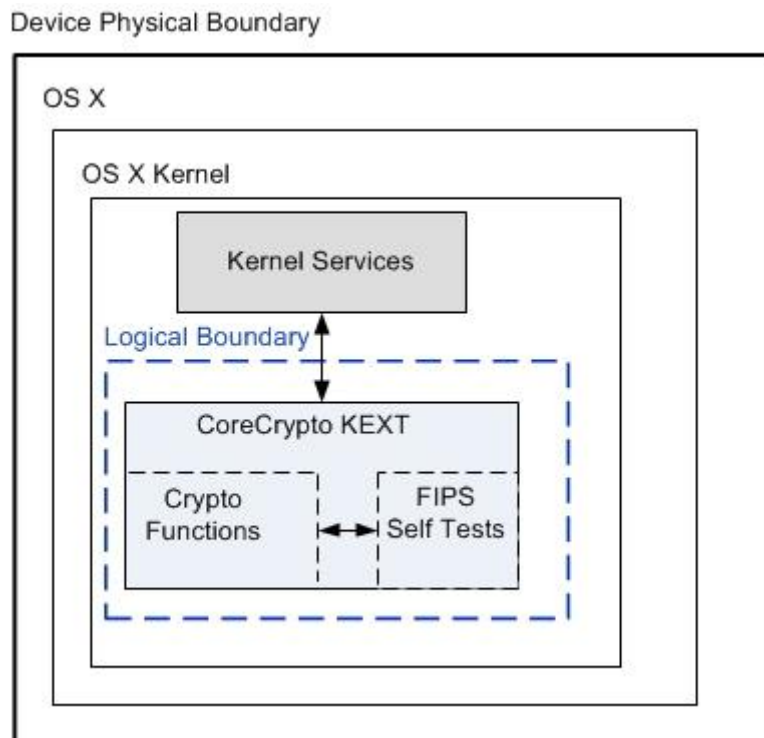 Device Physical Boundary
OS X
OS X Kernel
Kernel Services
Logical Boundary
CoreCrypto KEXT
Crypto
Functions
FIPS
Self Tests